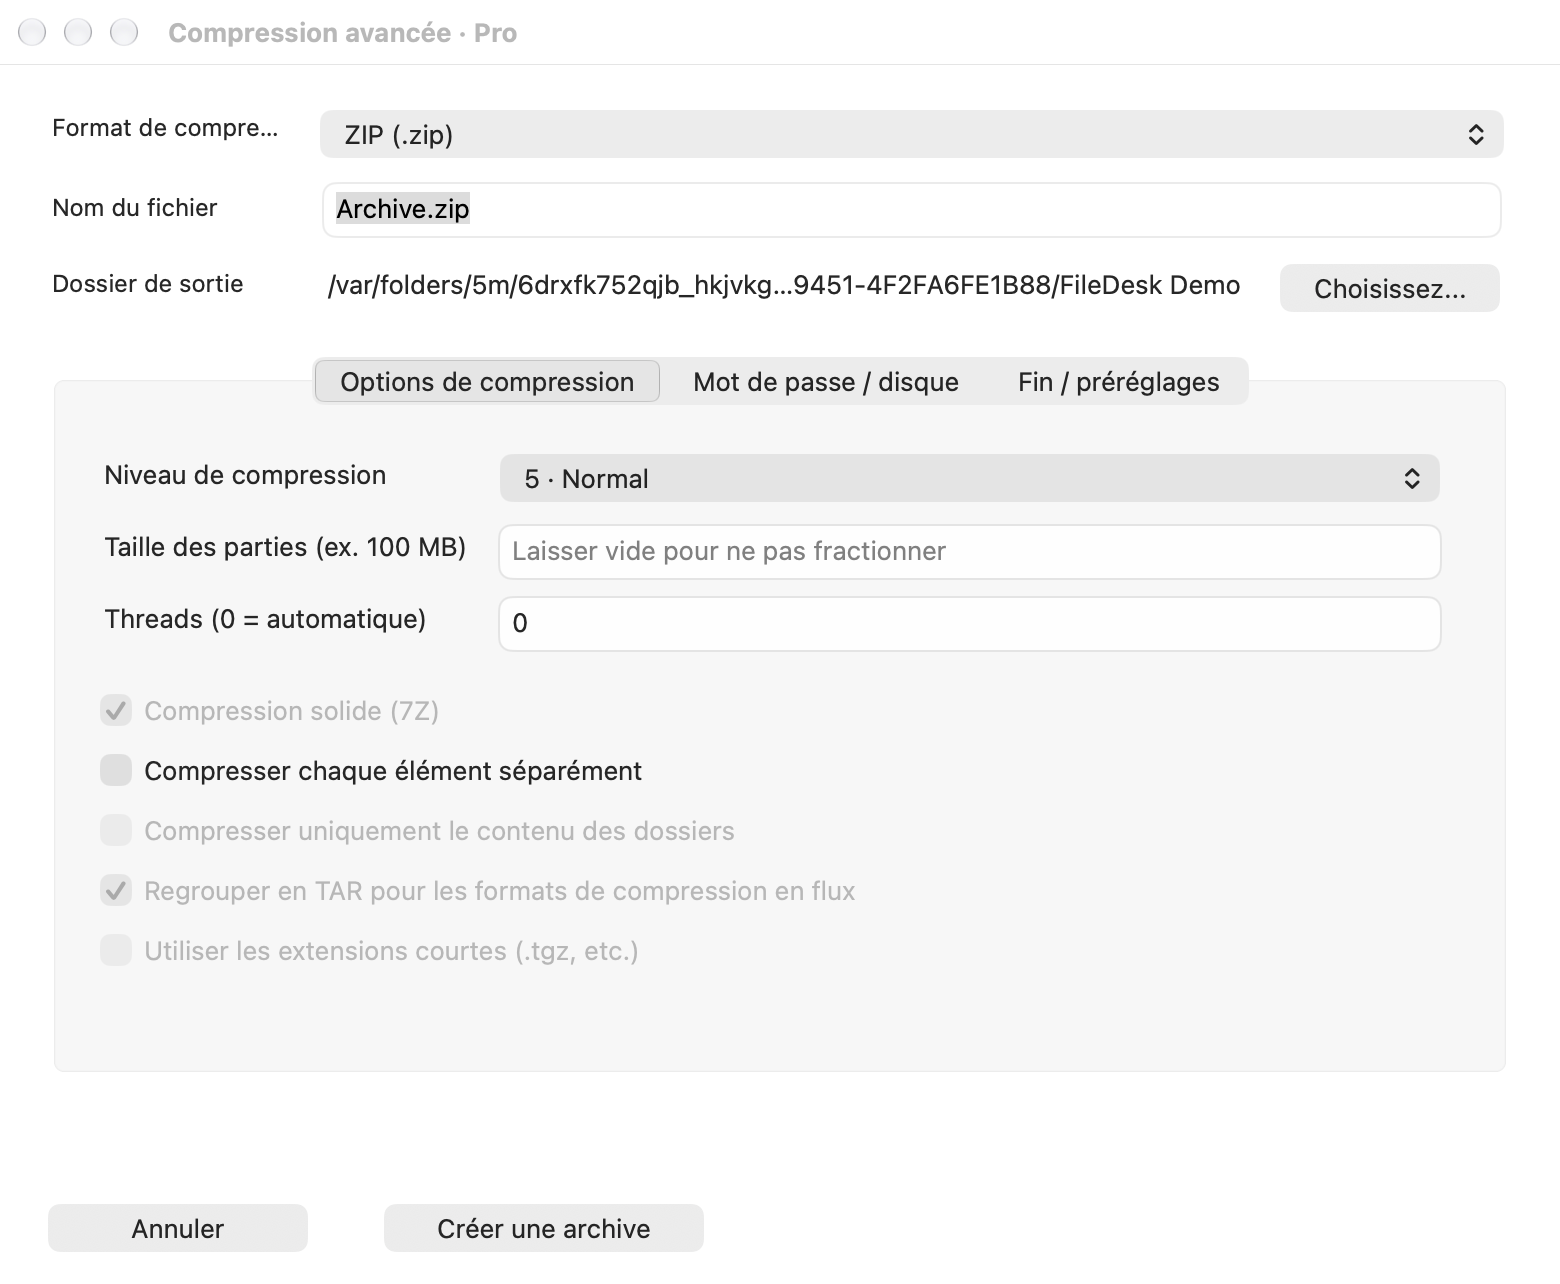 Compression avancée · Pro
Format de compre...
ZIP (.zip)
Nom du fichier
Archive.zip
Dossier de sortie
/var/folders/5m/6drxfk752qjb_hkjvkg...9451-4F2FA6FE1B88/FileDesk Demo
Choisissez...
Options de compression
Mot de passe / disque
Fin / préréglages
Niveau de compression
5 · Normal
Taille des parties (ex. 100 MB)
Laisser vide pour ne pas fractionner
Threads (0 = automatique)
0
Compression solide (7Z)
Compresser chaque élément séparément
Compresser uniquement le contenu des dossiers
Regrouper en TAR pour les formats de compression en flux
Utiliser les extensions courtes (.tgz, etc.)
Annuler
Créer une archive